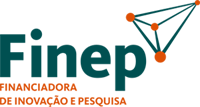 Finep
FINANCIADORA
DE INOVAÇÃO E PESQUISA